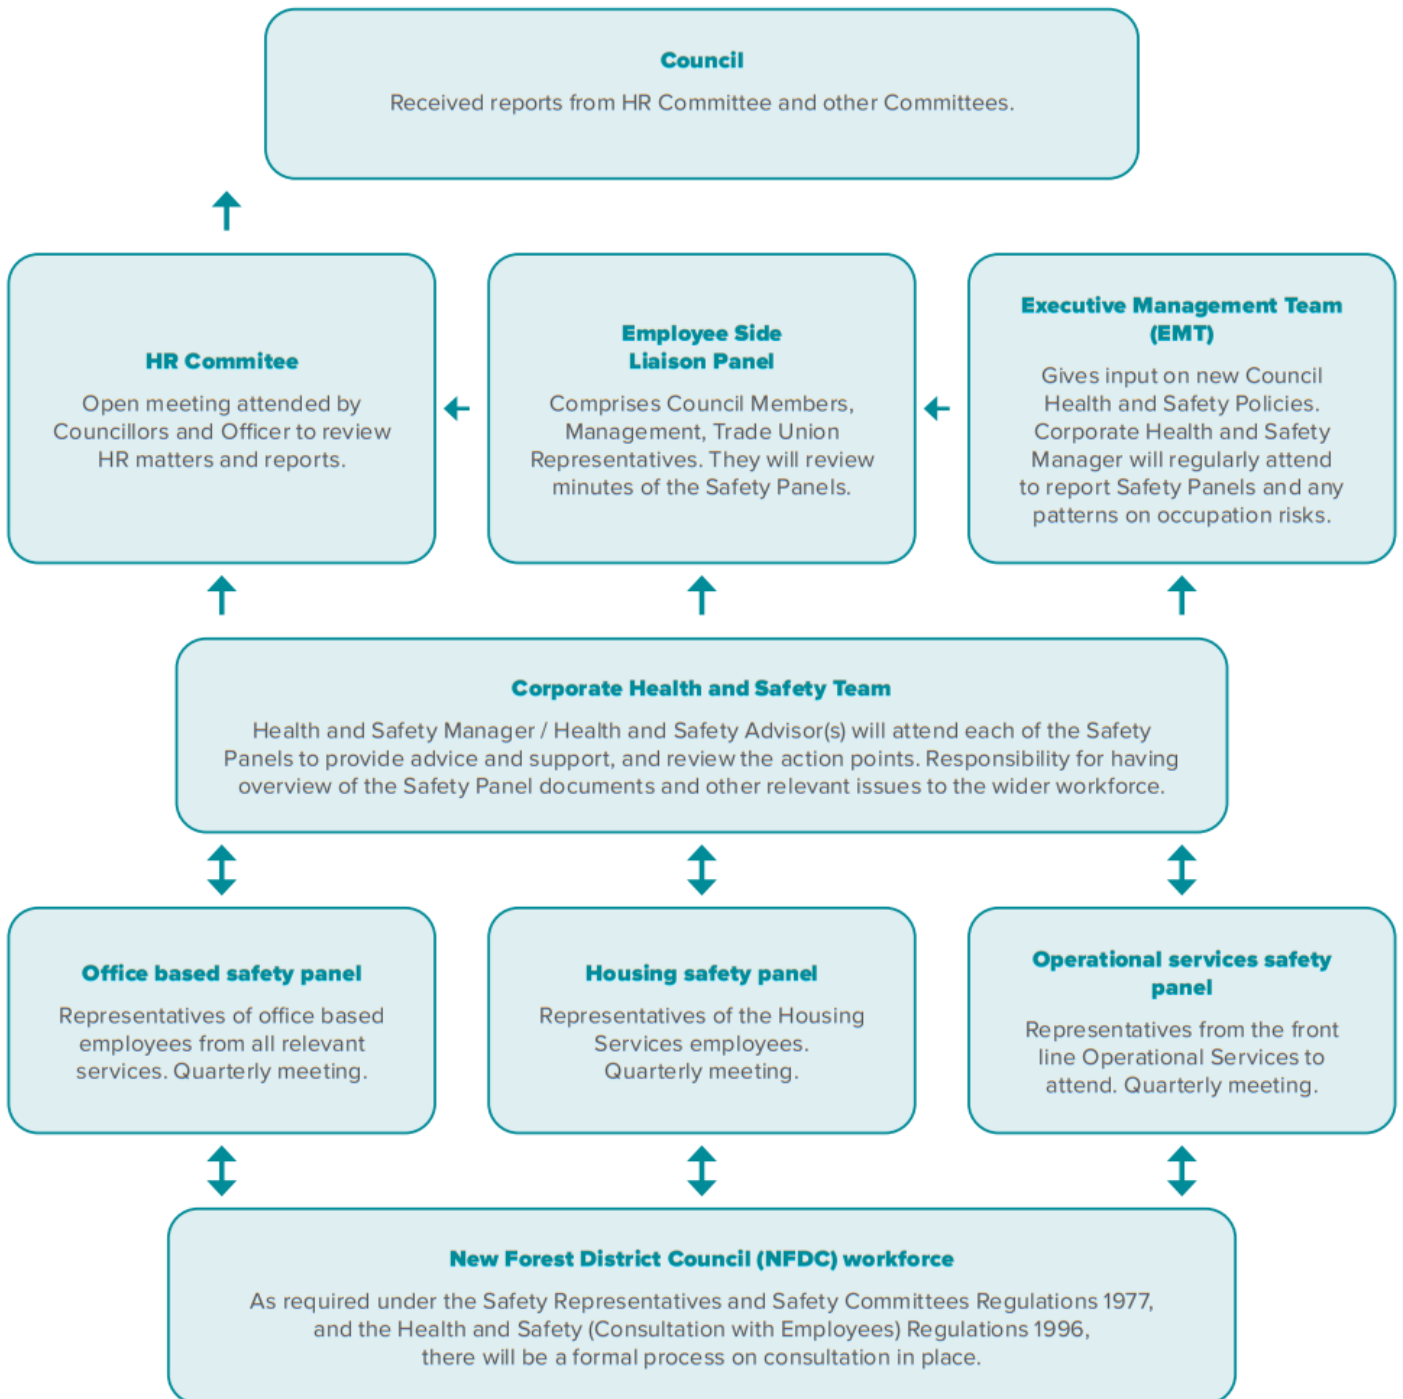 Council
Received reports from HR Committee and other Committees.
HR Commitee
Open meeting attended by
Councillors and Officer to review
HR matters and reports.
Employee Side
Liaison Panel
Comprises Council Members,
Management, Trade Union
Representatives. They will review
minutes of the Safety Panels.
Executive Management Team
(EMT)
Gives input on new Council
Health and Safety Policies.
Corporate Health and Safety
Manager will regularly attend
to report Safety Panels and any
patterns on occupation risks.
Corporate Health and Safety Team
Health and Safety Manager / Health and Safety Advisor(s) will attend each of the Safety
Panels to provide advice and support, and review the action points. Responsibility for having
overview of the Safety Panel documents and other relevant issues to the wider workforce.
Office based safety panel
Representatives of office based
employees from all relevant
services. Quarterly meeting.
Housing safety panel
Representatives of the Housing
Services employees.
Quarterly meeting.
Operational services safety
panel
Representatives from the front
line Operational Services to
attend. Quarterly meeting.
New Forest District Council (NFDC) workforce
As required under the Safety Representatives and Safety Committees Regulations 1977,
and the Health and Safety (Consultation with Employees) Regulations 1996,
there will be a formal process on consultation in place.